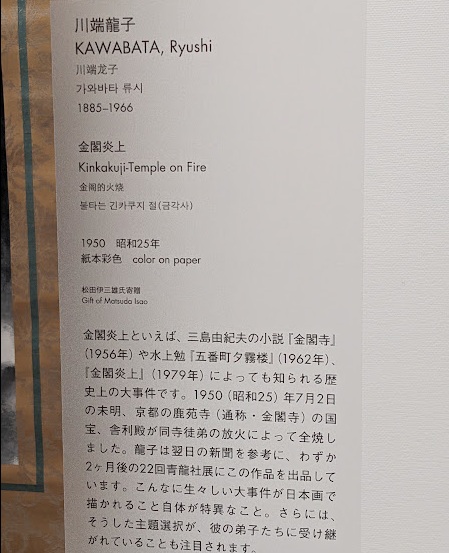 川端龍子
KAWABATA, Ryushi
川端龙子
가와바타 류시
1885–1966
金閣炎上
Kinkakuji-Temple on Fire
金阁的火烧
불타는 긴카쿠지 절(금각사)
1950　昭和25年
紙本彩色　color on paper
松田伊三雄氏寄贈
Gift of Matsuda Isao
金閣炎上といえば、三島由紀夫の小説『金閣寺』
(1956年) や水上勉『五番町夕霧楼』(1962年)、
『金閣炎上』(1979年) によっても知られる歴
史上の大事件です。1950 (昭和25) 年7月2日
の未明、京都の鹿苑寺 (通称・金閣寺) の国
宝、舎利殿が同寺徒弟の放火によって全焼し
ました。龍子は翌日の新聞を参考に、わずか
2ヶ月後の22回青龍社展にこの作品を出品して
います。こんなに生々しい大事件が日本画で
描かれること自体が特異なこと。さらには、
そうした主題選択が、彼の弟子たちに受け継
がれていることも注目されます。